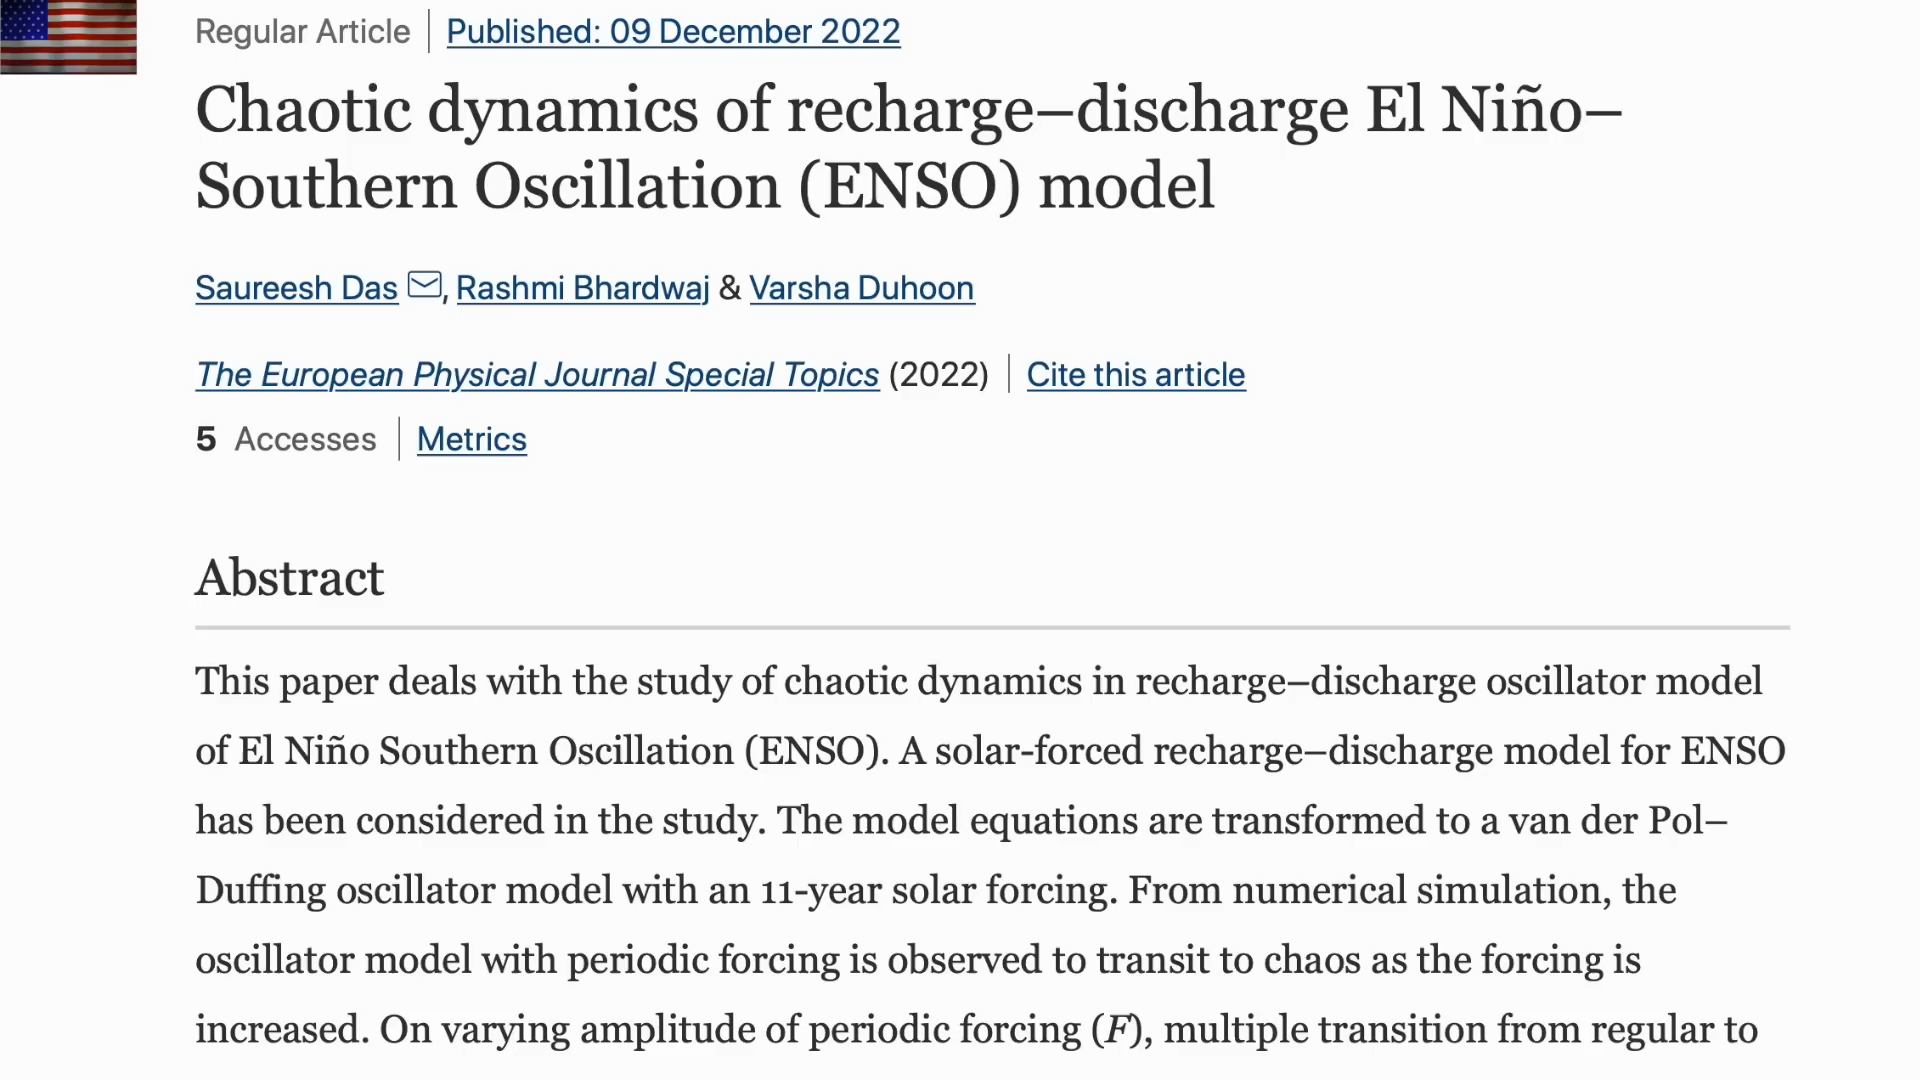 Regular Article | Published: 09 December 2022
Chaotic dynamics of recharge–discharge El Niño–
Southern Oscillation (ENSO) model
Saureesh Das, Rashmi Bhardwaj & Varsha Duhoon
The European Physical Journal Special Topics (2022) | Cite this article
5 Accesses | Metrics
Abstract
This paper deals with the study of chaotic dynamics in recharge–discharge oscillator model
of El Niño Southern Oscillation (ENSO). A solar-forced recharge–discharge model for ENSO
has been considered in the study. The model equations are transformed to a van der Pol–
Duffing oscillator model with an 11-year solar forcing. From numerical simulation, the
oscillator model with periodic forcing is observed to transit to chaos as the forcing is
increased. On varying amplitude of periodic forcing (F), multiple transition from regular to